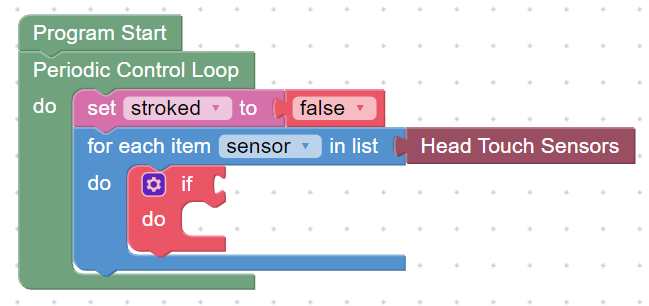 Program Start
Periodic Control Loop
do set stroked to false
for each item sensor in list Head Touch Sensors
do if
do